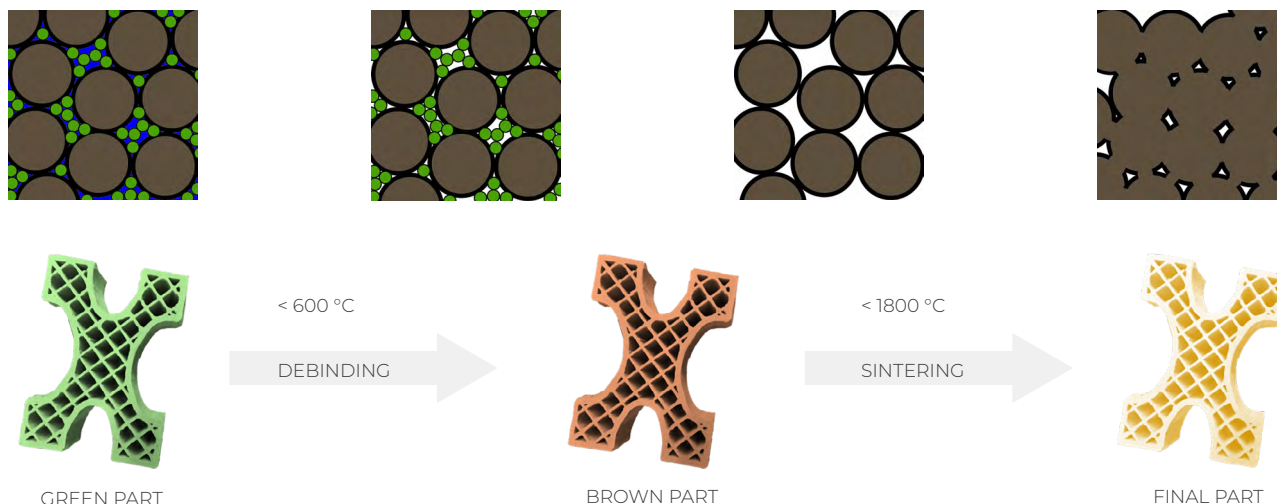 < 600 °C
< 1800 °C
DEBINDING
SINTERING
GREEN PART
BROWN PART
FINAL PART